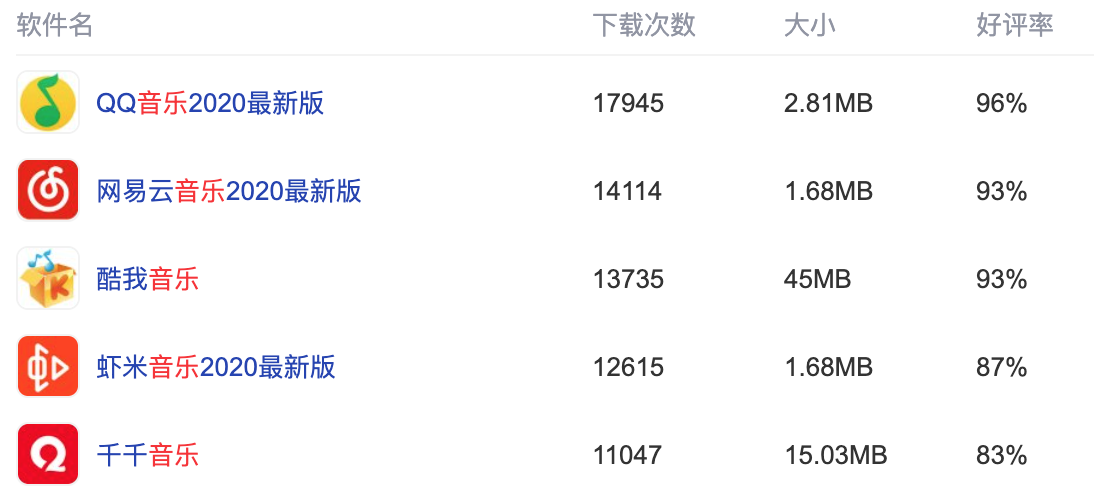 软件名 下载次数 大小 好评率
QQ音乐2020最新版 17945 2.81MB 96%
网易云音乐2020最新版 14114 1.68MB 93%
酷我音乐 13735 45MB 93%
虾米音乐2020最新版 12615 1.68MB 87%
千千音乐 11047 15.03MB 83%